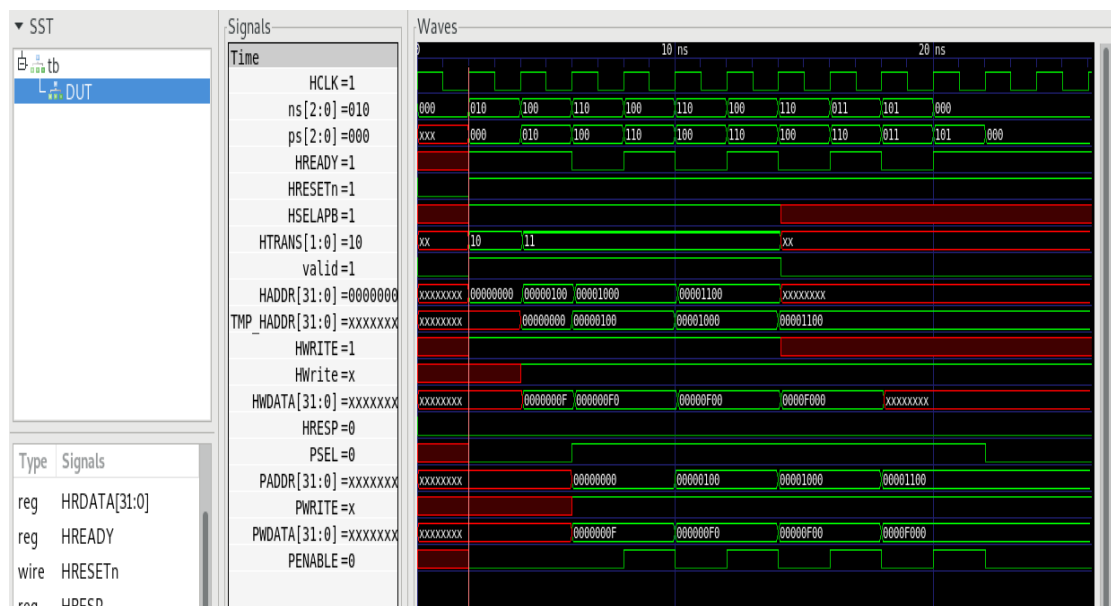 SST
tb
DUT
Type Signals
reg HRDATA[31:0]
reg HREADY
wire HRESETn
reg HRESP
Signals
Time
HCLK =1
ns[2:0] =010
ps[2:0] =000
HREADY =1
HRESETn =1
HSELAPB =1
HTRANS[1:0] =10
valid =1
HADDR[31:0] =0000000
TMP_HADDR[31:0] =xxxxxxx
HWRITE =1
HWrite =x
HWDATA[31:0] =xxxxxxx
HRESP =0
PSEL =0
PADDR[31:0] =xxxxxxx
PWRITE =x
PWDATA[31:0] =xxxxxxx
PENABLE =0
Waves
10 ns 20 ns
000 010 100 110 100 110 100 110 011 101 000
xxx 000 010 100 110 100 110 100 110 011 101 000
xx 10 11 xx
xxxxxxxx 00000000 00000100 00001000 00001100 xxxxxxxx
xxxxxxxx 00000000 00000100 00001000 00001100
xxxxxxxx 0000000F 000000F0 00000F00 0000F000 xxxxxxxx
xxxxxxxx 00000000 00000100 00001000 00001100
xxxxxxxx 0000000F 000000F0 00000F00 0000F000